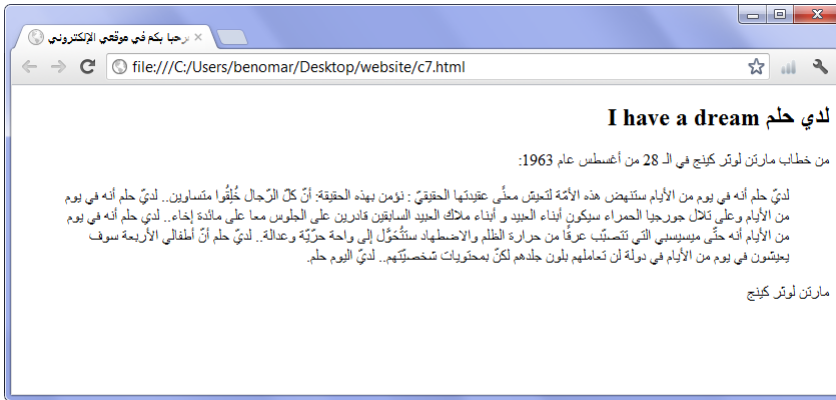 مرحبا بكم في موقعي الإلكتروني
file:///C:/Users/benomar/Desktop/website/c7.html
لدي حلم I have a dream
من خطاب مارتن لوثر كينج في الـ 28 من أغسطس عام 1963:
لديّ حلم أنه في يوم من الأيام ستنهض هذه الأمّة لتعيش معنًى عقيدتها الحقيقيّ : نؤمن بهذه الحقيقة: أنّ كلّ الرّجال خُلِقُوا متساوين.. لديّ حلم أنه في يوم
من الأيام وعلى تلال جورجيا الحمراء سيكون أبناء العبيد و أبناء ملاك العبيد السابقين قادرين على الجلوس معا على مائدة إخاء.. لدي حلم أنه في يوم
من الأيام أنه حتّى ميسيسبي التي تتصبّب عرقًا من حرارة الظلم والاضطهاد ستتُحَوَّل إلى واحة حرّيّة وعدالة.. لديّ حلم أنّ أطفالي الأربعة سوف
يعيشون في يوم من الأيام في دولة لن تعاملهم بلون جلدهم لكنّ بمحتويات شخصيّتهم.. لديّ اليوم حلم.
مارتن لوثر كينج